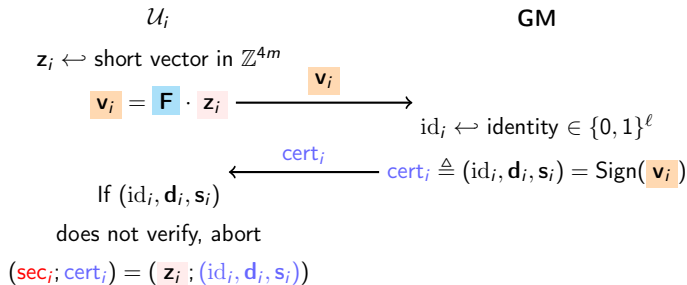 𝒰ᵢ GM
zᵢ ↩ short vector in ℤ⁴ᵐ
vᵢ = F · zᵢ
vᵢ
idᵢ ↩ identity ∈ {0, 1}^ℓ
certᵢ
certᵢ ≜ (idᵢ, dᵢ, sᵢ) = Sign(vᵢ)
If (idᵢ, dᵢ, sᵢ)
does not verify, abort
(secᵢ; certᵢ) = (zᵢ; (idᵢ, dᵢ, sᵢ))